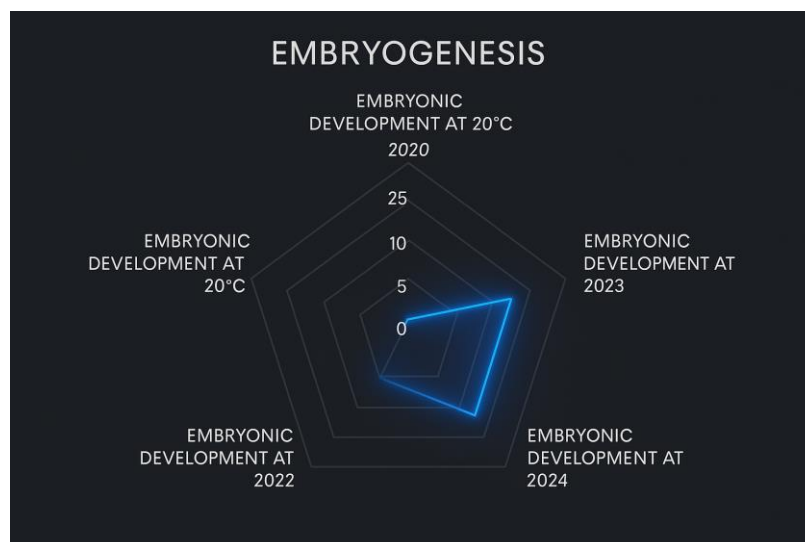 EMBRYOGENESIS
EMBRYONIC
DEVELOPMENT AT 20°C
2020
25
10
5
0
EMBRYONIC
DEVELOPMENT AT
20°C
EMBRYONIC
DEVELOPMENT AT
2023
EMBRYONIC
DEVELOPMENT AT
2022
EMBRYONIC
DEVELOPMENT AT
2024